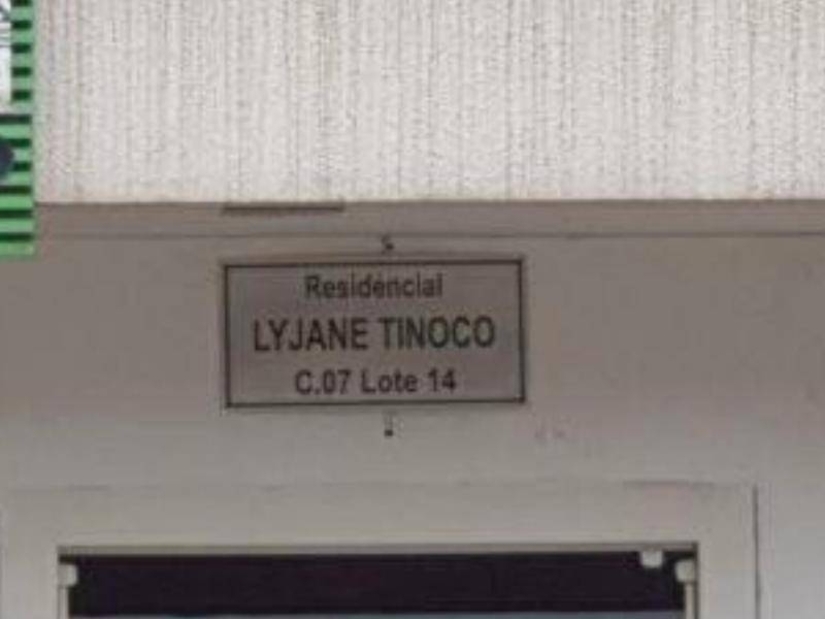 Residencial
LYJANE TINOCO
C.07 Lote 14